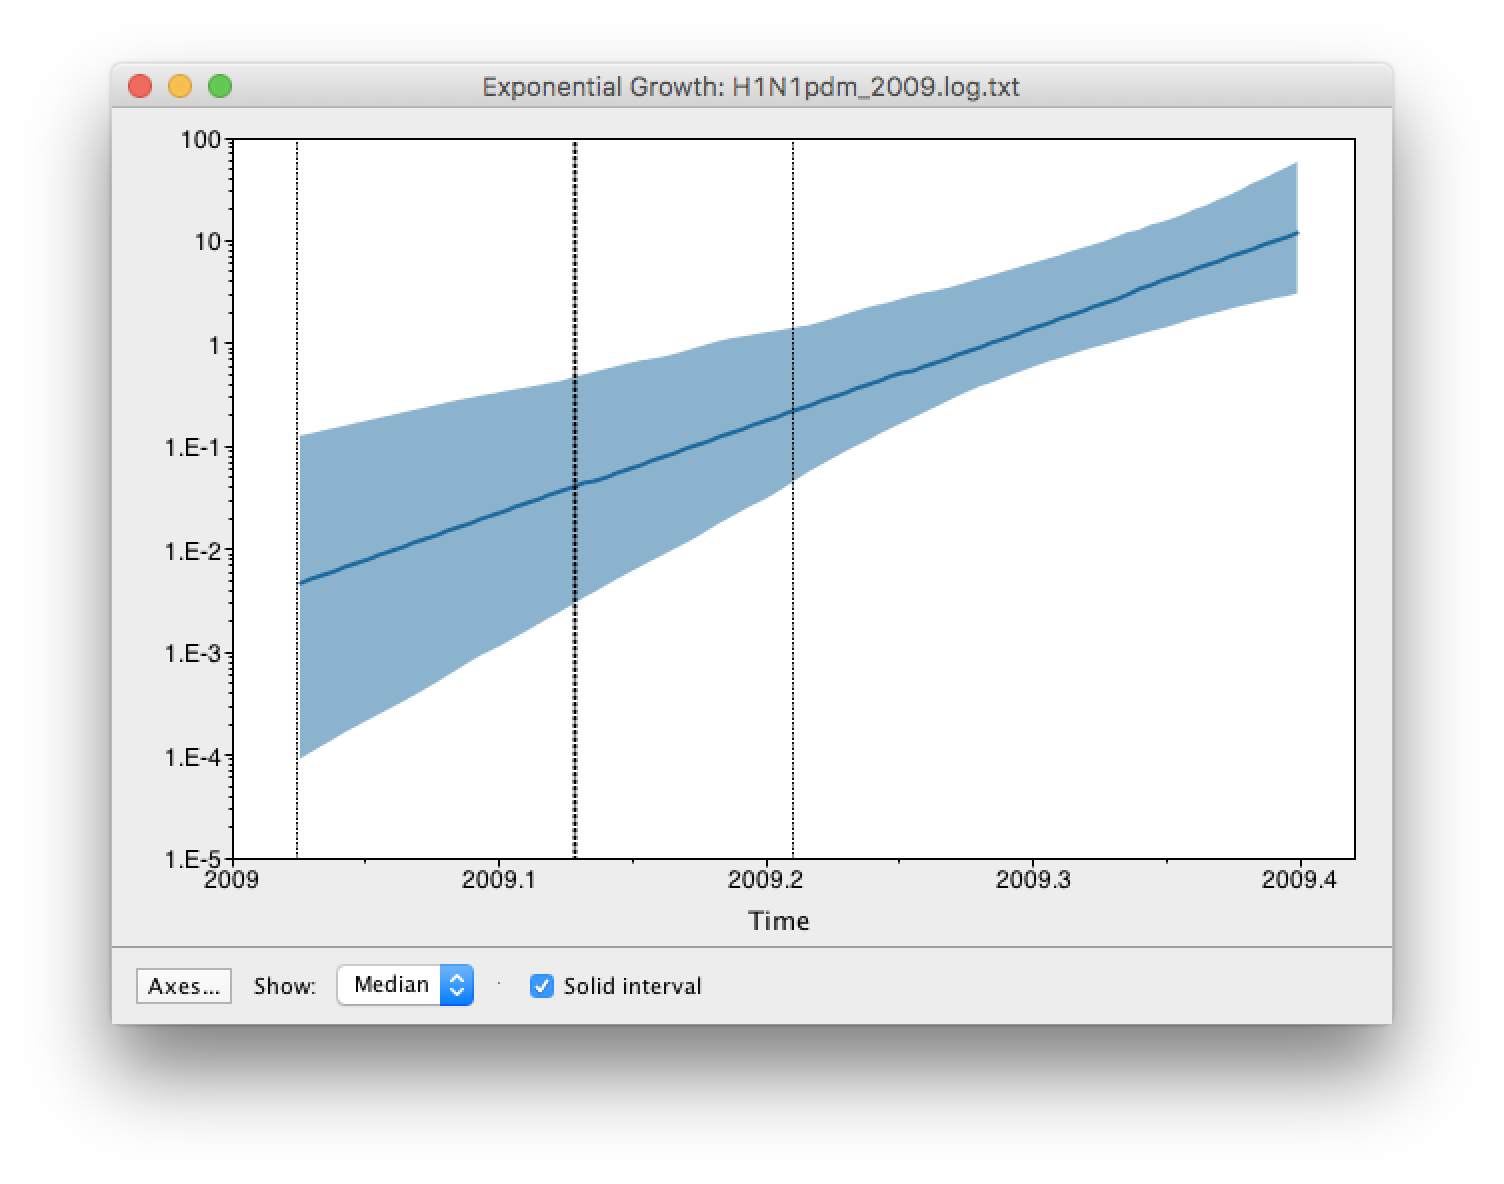 Exponential Growth: H1N1pdm_2009.log.txt
100
10
1
1.E-1
1.E-2
1.E-3
1.E-4
1.E-5
2009 2009.1 2009.2 2009.3 2009.4
Time
Axes... Show: Median Solid interval